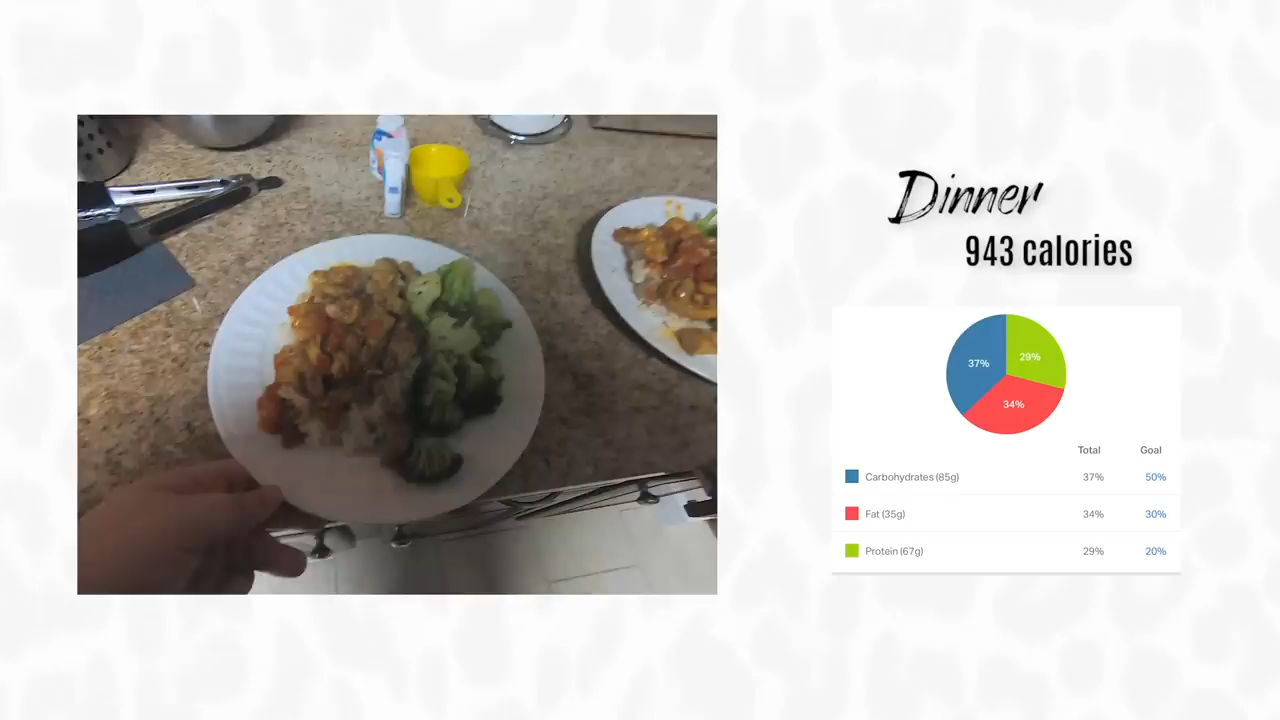 Dinner
943 calories
37%
29%
34%
Total Goal
Carbohydrates (85g) 37% 50%
Fat (35g) 34% 30%
Protein (67g) 29% 20%